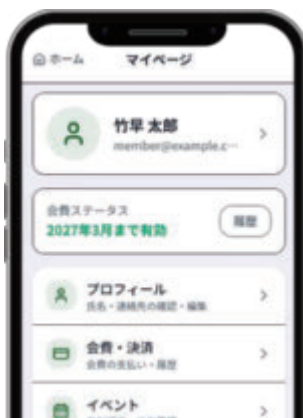 ホーム
マイページ
竹早 太郎
member@example.c…
会費ステータス
2027年3月まで有効
履歴
プロフィール
氏名・連絡先の確認・編集
会費・決済
会費の支払い・履歴
イベント